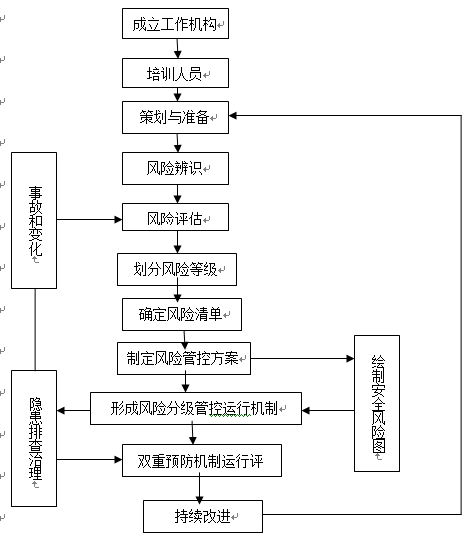 成立工作机构
培训人员
策划与准备
风险辨识
事故和变化
风险评估
划分风险等级
确定风险清单
制定风险管控方案
绘制安全风险图
形成风险分级管控运行机制
隐患排查治理
双重预防机制运行评
持续改进